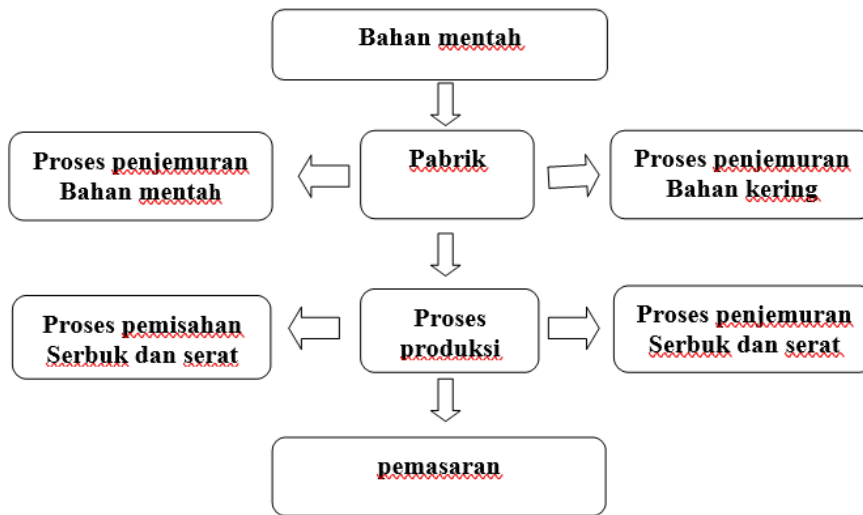 Bahan mentah
Proses penjemuran
Bahan mentah
Pabrik
Proses penjemuran
Bahan kering
Proses pemisahan
Serbuk dan serat
Proses
produksi
Proses penjemuran
Serbuk dan serat
pemasaran